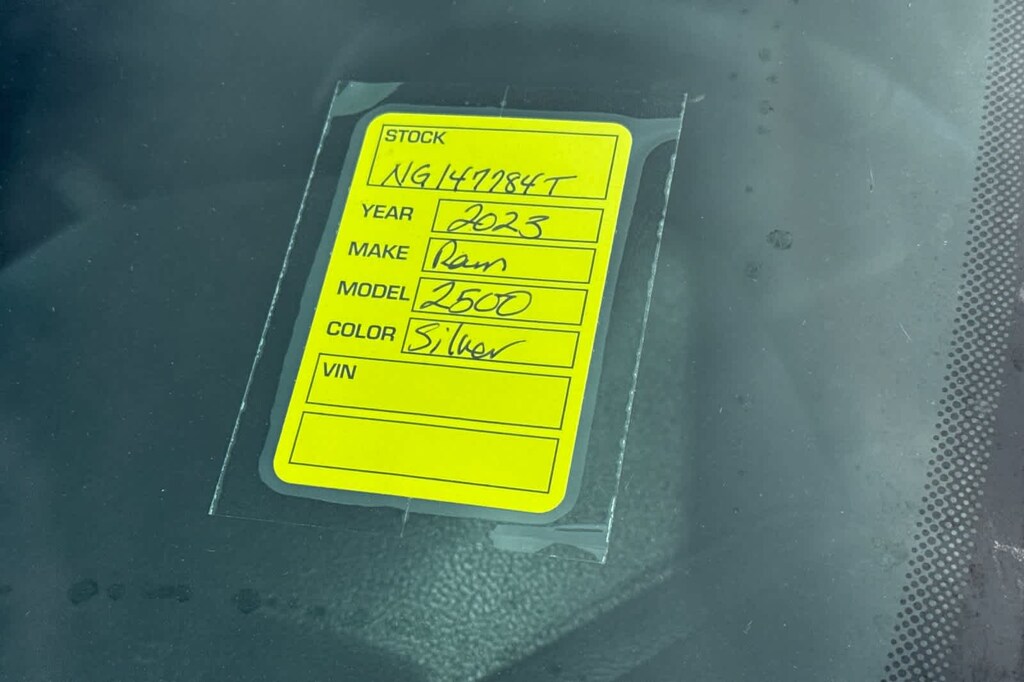 STOCK
NG147784T
YEAR 2023
MAKE Ram
MODEL 2500
COLOR Silver
VIN